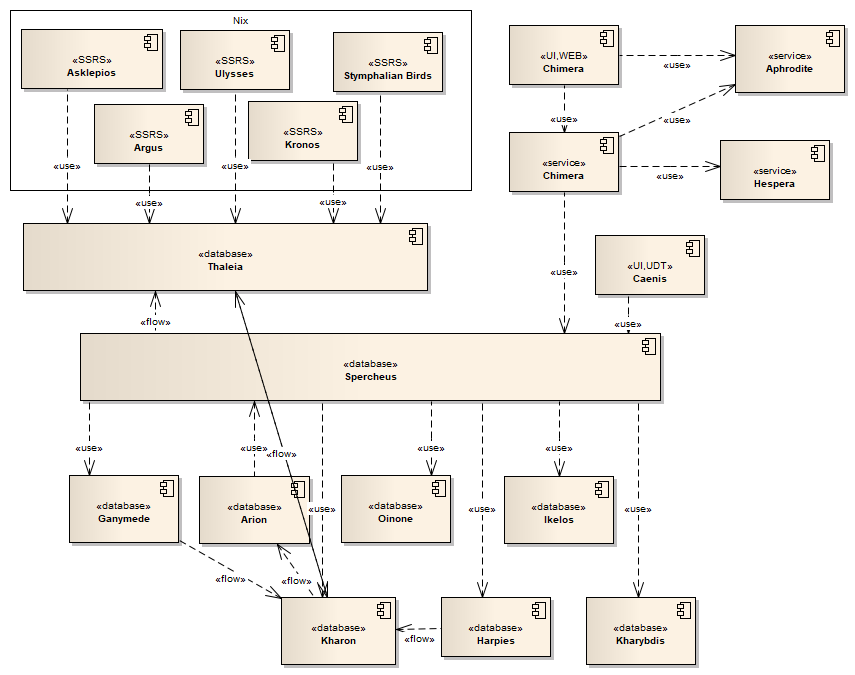 Nix
«SSRS»
Asklepios
«SSRS»
Ulysses
«SSRS»
Stymphalian Birds
«SSRS»
Argus
«SSRS»
Kronos
«use»
«use»
«use»
«use»
«use»
«UI,WEB»
Chimera
«use»
«service»
Aphrodite
«use»
«use»
«service»
Chimera
«use»
«service»
Hespera
«database»
Thaleia
«use»
«UI,UDT»
Caenis
«use»
«flow»
«database»
Spercheus
«use»
«use»
«flow»
«use»
«use»
«database»
Ganymede
«database»
Arion
«use»
«database»
Oinone
«use»
«database»
Ikelos
«use»
«flow»
«flow»
«database»
Kharon
«flow»
«database»
Harpies
«database»
Kharybdis